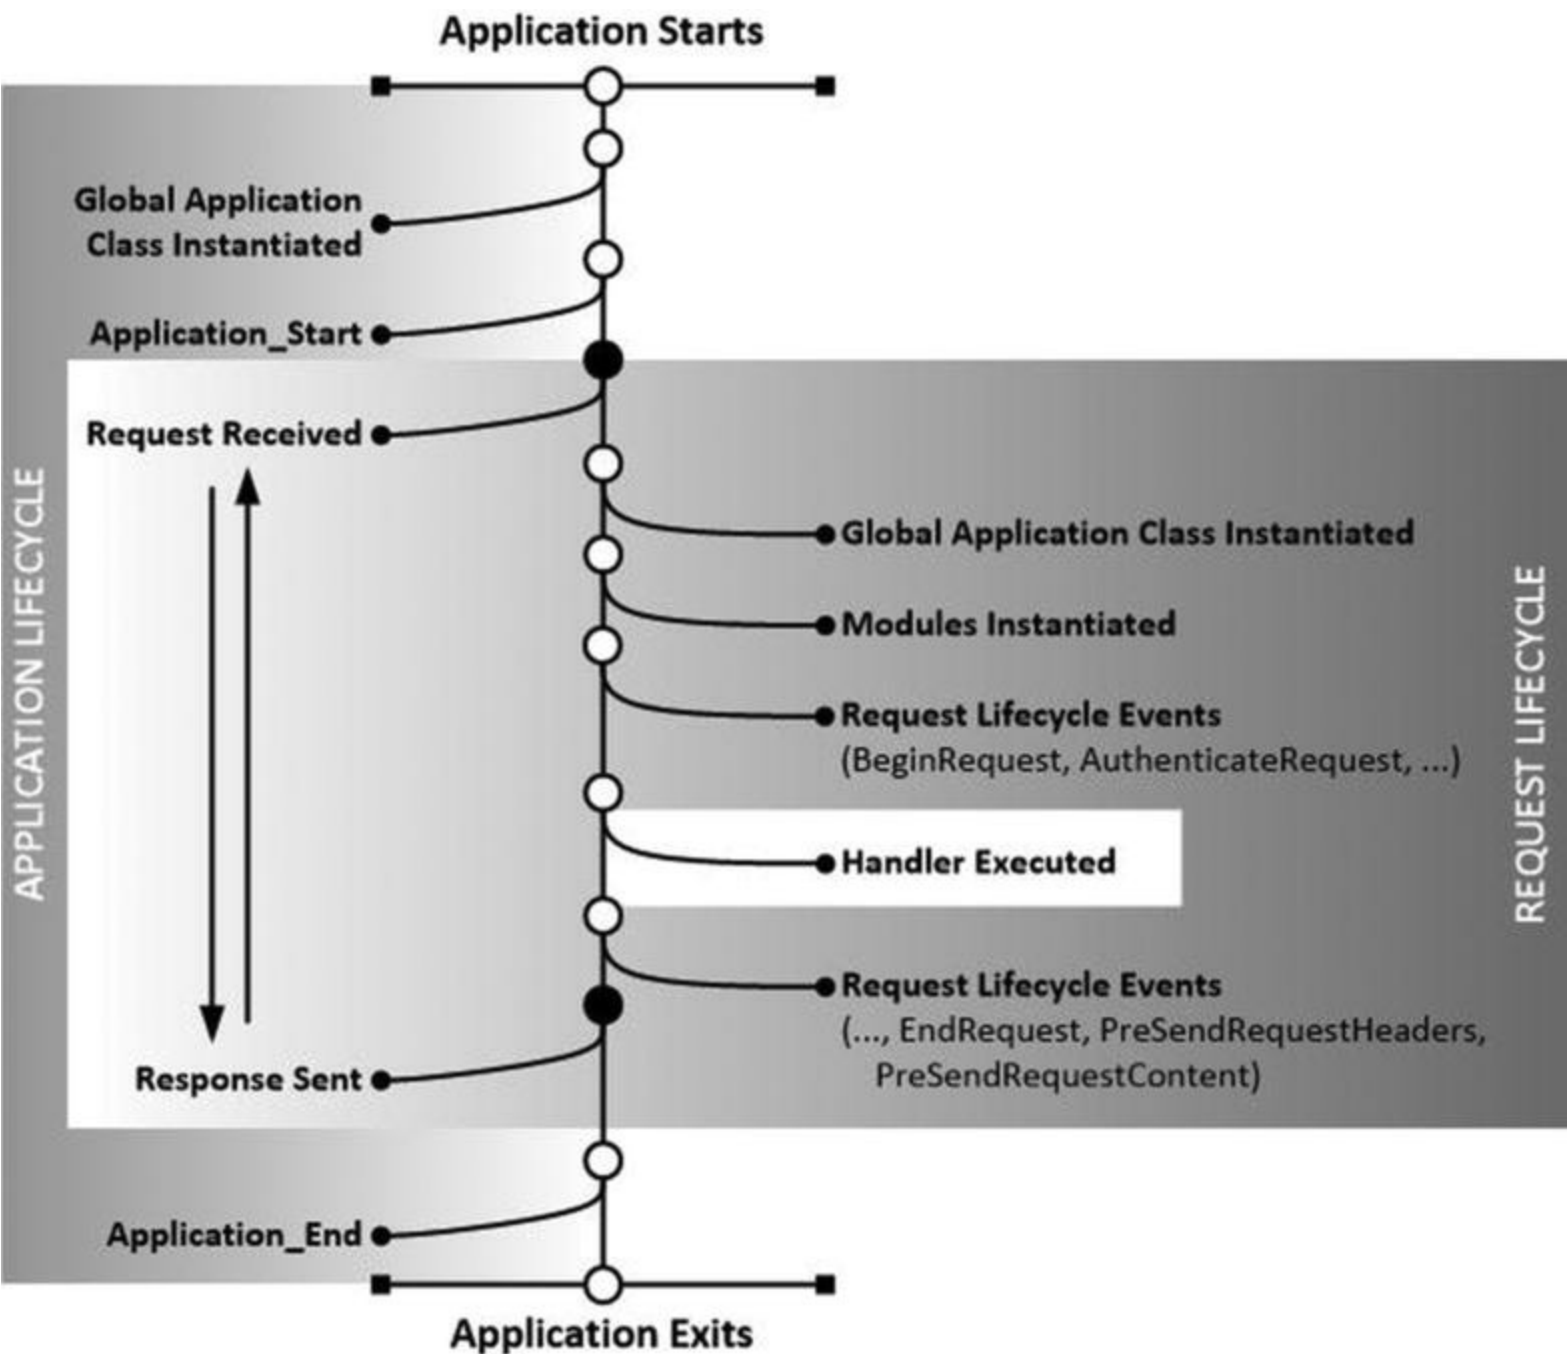 Application Starts
Global Application
Class Instantiated
Application_Start
Request Received
Global Application Class Instantiated
Modules Instantiated
Request Lifecycle Events
(BeginRequest, AuthenticateRequest, ...)
Handler Executed
Request Lifecycle Events
(..., EndRequest, PreSendRequestHeaders,
PreSendRequestContent)
Response Sent
Application_End
Application Exits
APPLICATION LIFECYCLE
REQUEST LIFECYCLE